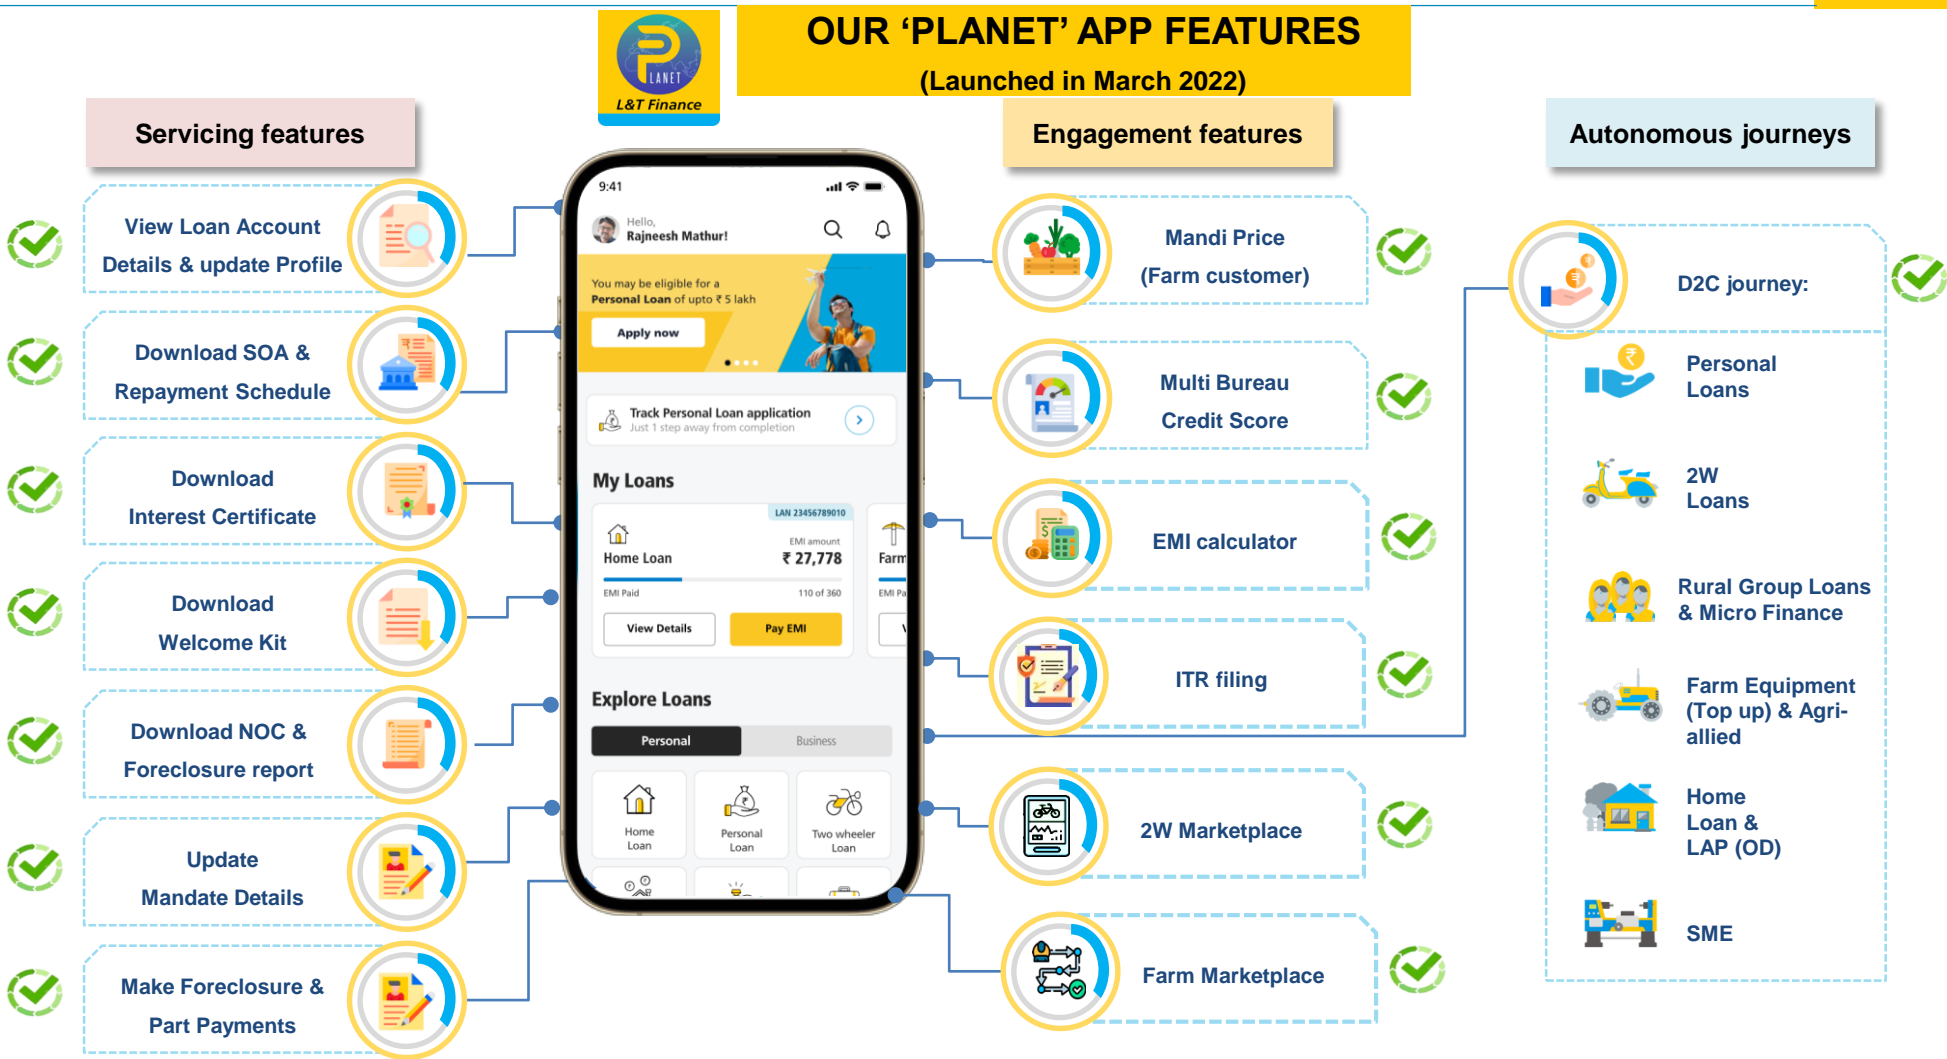 OUR ‘PLANET’ APP FEATURES
(Launched in March 2022)
P
LANET
L&T Finance
Servicing features
View Loan Account
Details & update Profile
Download SOA &
Repayment Schedule
Download
Interest Certificate
Download
Welcome Kit
Download NOC &
Foreclosure report
Update
Mandate Details
Make Foreclosure &
Part Payments
9:41
Hello,
Rajneesh Mathur!
You may be eligible for a
Personal Loan of upto ₹ 5 lakh
Apply now
Track Personal Loan application
Just 1 step away from completion
My Loans
LAN 23456789010
Home Loan
EMI amount
₹ 27,778
EMI Paid
110 of 360
View Details
Pay EMI
Farm
EMI Pa
Explore Loans
Personal
Business
Home
Loan
Personal
Loan
Two wheeler
Loan
Engagement features
Mandi Price
(Farm customer)
Multi Bureau
Credit Score
EMI calculator
ITR filing
2W Marketplace
Farm Marketplace
Autonomous journeys
D2C journey:
Personal
Loans
2W
Loans
Rural Group Loans
& Micro Finance
Farm Equipment
(Top up) & Agri-
allied
Home
Loan &
LAP (OD)
SME